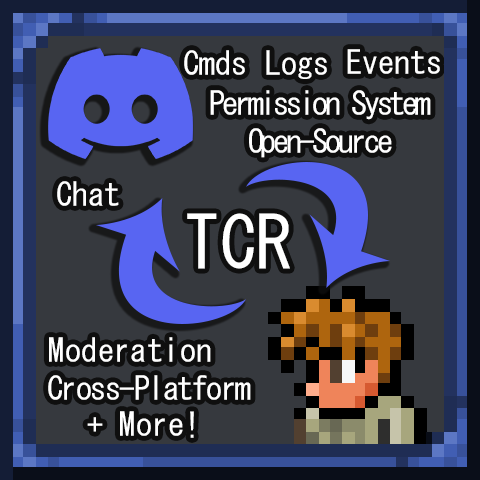 Cmds Logs Events
Permission System
Open-Source
Chat
TCR
Moderation
Cross-Platform
+ More!